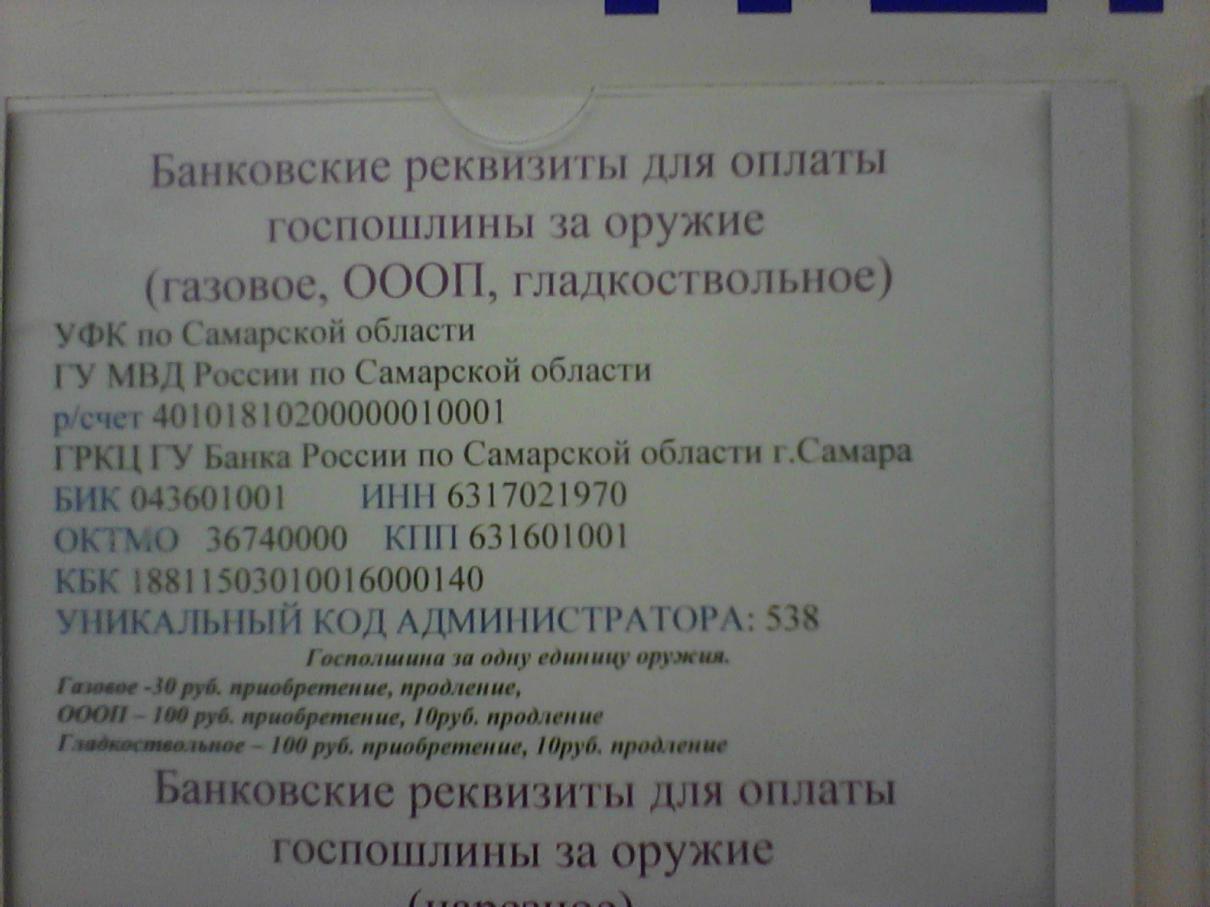 Банковские реквизиты для оплаты
госпошлины за оружие
(газовое, ОООП, гладкоствольное)
УФК по Самарской области
ГУ МВД России по Самарской области
р/счет 40101810200000010001
ГРКЦ ГУ Банка России по Самарской области г.Самара
БИК 043601001 ИНН 6317021970
ОКТМО 36740000 КПП 631601001
КБК 18811503010016000140
УНИКАЛЬНЫЙ КОД АДМИНИСТРАТОРА: 538
Госполшина за одну единицу оружия.
Газовое -30 руб. приобретение, продление,
ОООП – 100 руб. приобретение, 10руб. продление
Гладкоствольное – 100 руб. приобретение, 10руб. продление
Банковские реквизиты для оплаты
госпошлины за оружие
(нарезное)